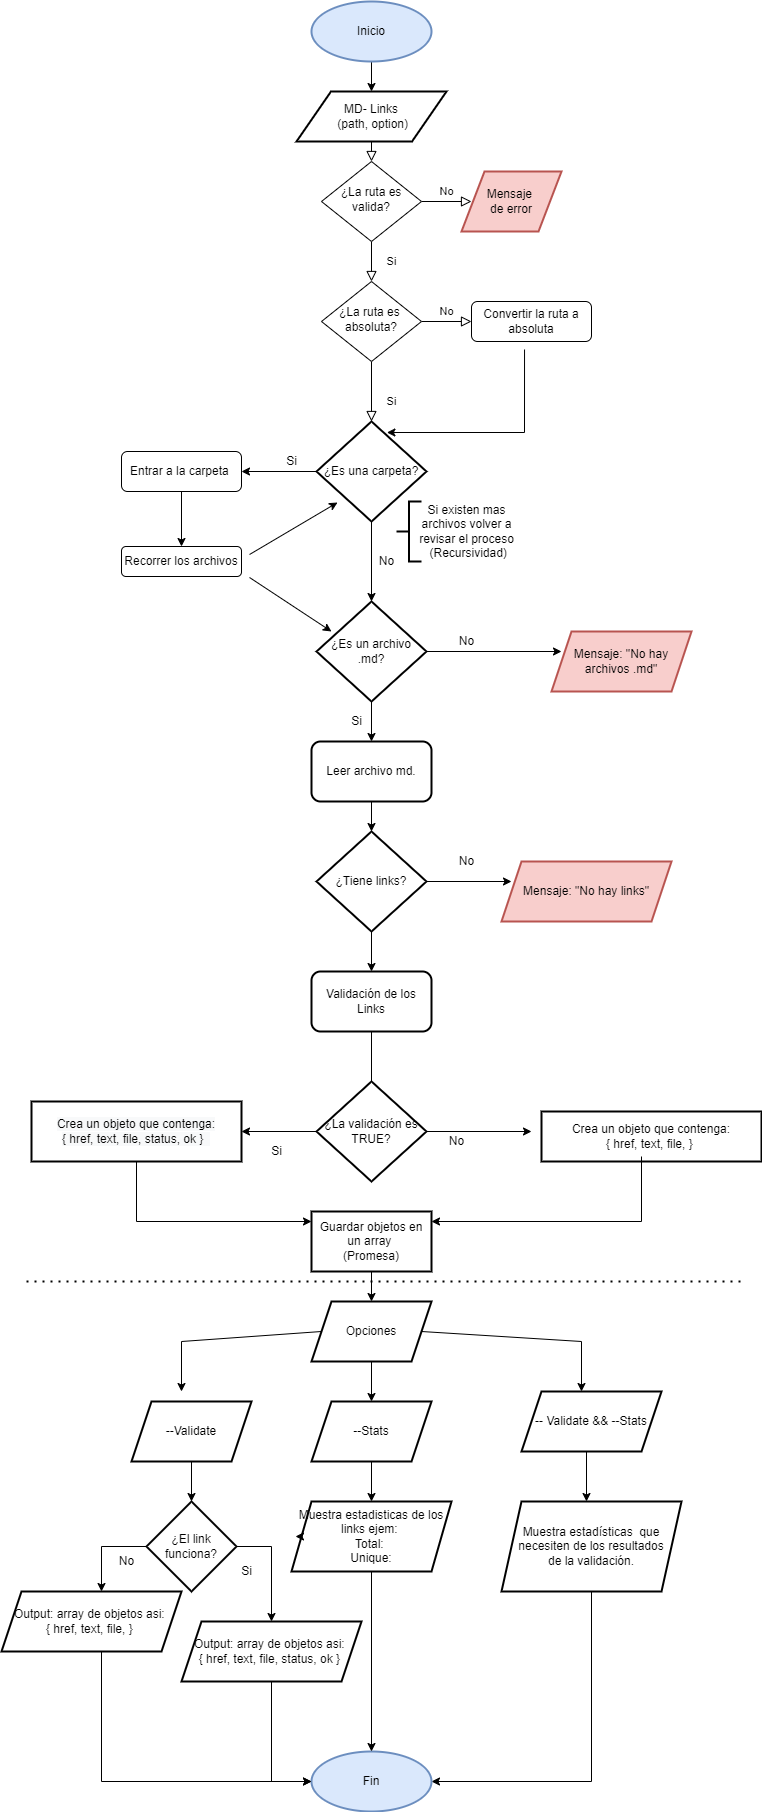 Inicio
MD- Links
(path, option)
¿La ruta es
valida?
No
Mensaje
de error
Si
¿La ruta es
absoluta?
No
Convertir la ruta a
absoluta
Si
¿Es una carpeta?
Si
Entrar a la carpeta
Recorrer los archivos
Si existen mas
archivos volver a
revisar el proceso
(Recursividad)
No
¿Es un archivo
.md?
No
Mensaje: "No hay
archivos .md"
Si
Leer archivo md.
¿Tiene links?
No
Mensaje: "No hay links"
Validación de los
Links
¿La validación es
TRUE?
Si
No
Crea un objeto que contenga:
{ href, text, file, status, ok }
Crea un objeto que contenga:
{ href, text, file, }
Guardar objetos en
un array
(Promesa)
Opciones
--Validate
--Stats
-- Validate && --Stats
¿El link
funciona?
No
Si
Muestra estadisticas de los
links ejem:
Total:
Unique:
Muestra estadísticas que
necesiten de los resultados
de la validación.
Output: array de objetos asi:
{ href, text, file, }
Output: array de objetos asi:
{ href, text, file, status, ok }
Fin